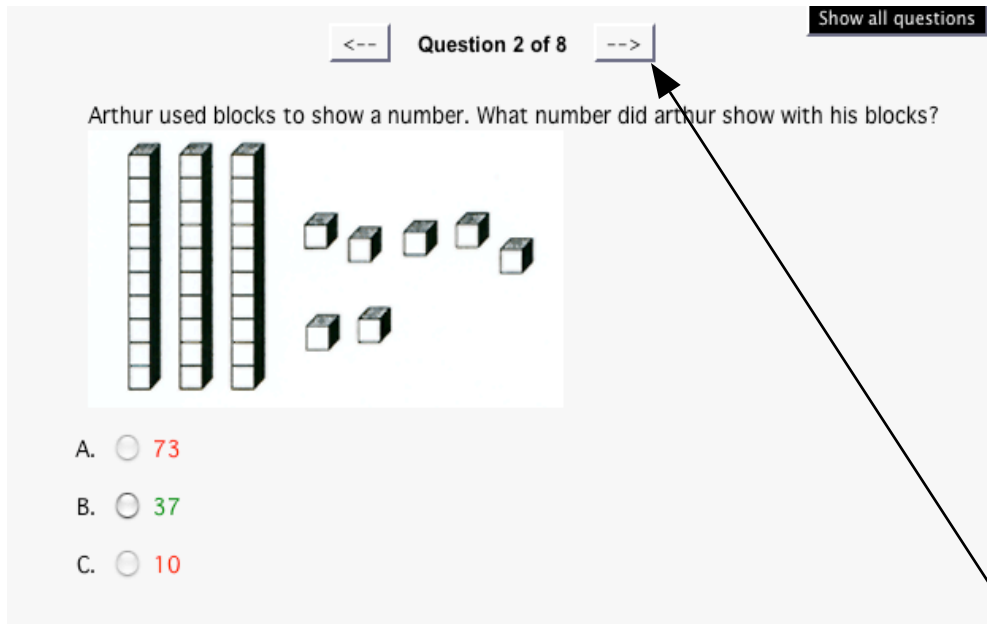 Show all questions
<-- Question 2 of 8 -->
Arthur used blocks to show a number. What number did arthur show with his blocks?
A. 73
B. 37
C. 10